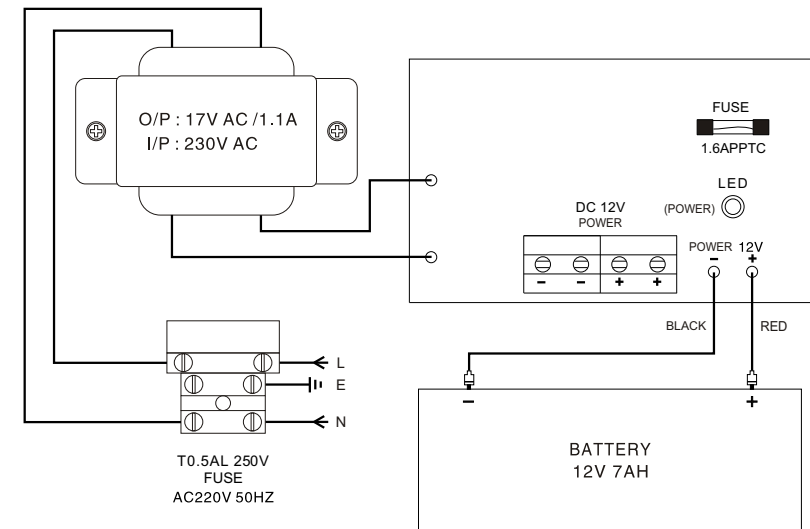 O/P : 17V AC /1.1A
I/P : 230V AC
FUSE
1.6APPTC
LED
(POWER)
DC 12V
POWER
POWER 12V
- +
- - + +
BLACK RED
L
E
N
T0.5AL 250V
FUSE
AC220V 50HZ
- +
BATTERY
12V 7AH